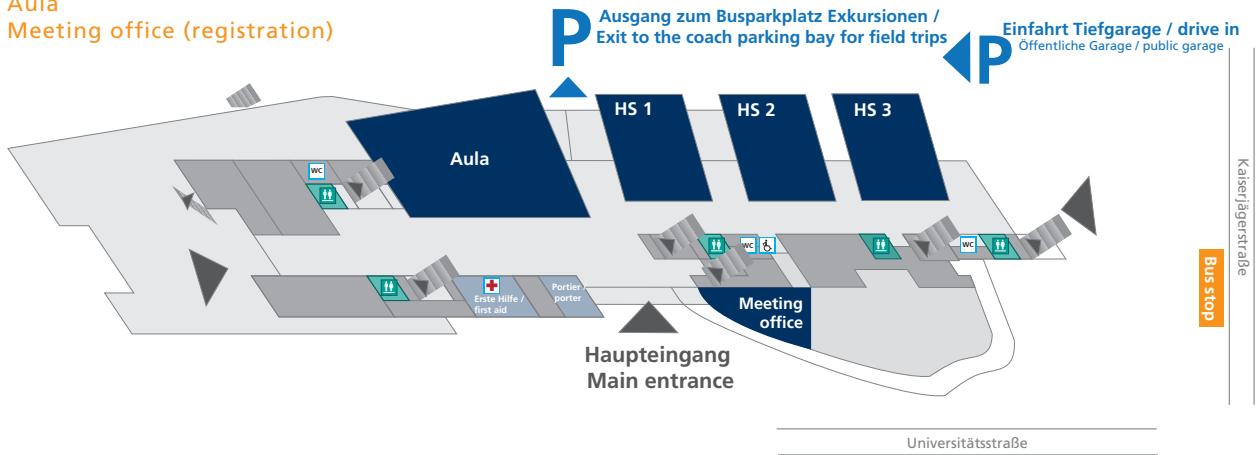 Aula
Meeting office (registration)
P
Ausgang zum Busparkplatz Exkursionen /
Exit to the coach parking bay for field trips
P
Einfahrt Tiefgarage / drive in
Öffentliche Garage / public garage
HS 1
HS 2
HS 3
Aula
WC
WC
WC
Kaiserjägerstraße
Bus stop
Erste Hilfe /
first aid
Portier
porter
Meeting
office
Haupteingang
Main entrance
Universitätsstraße